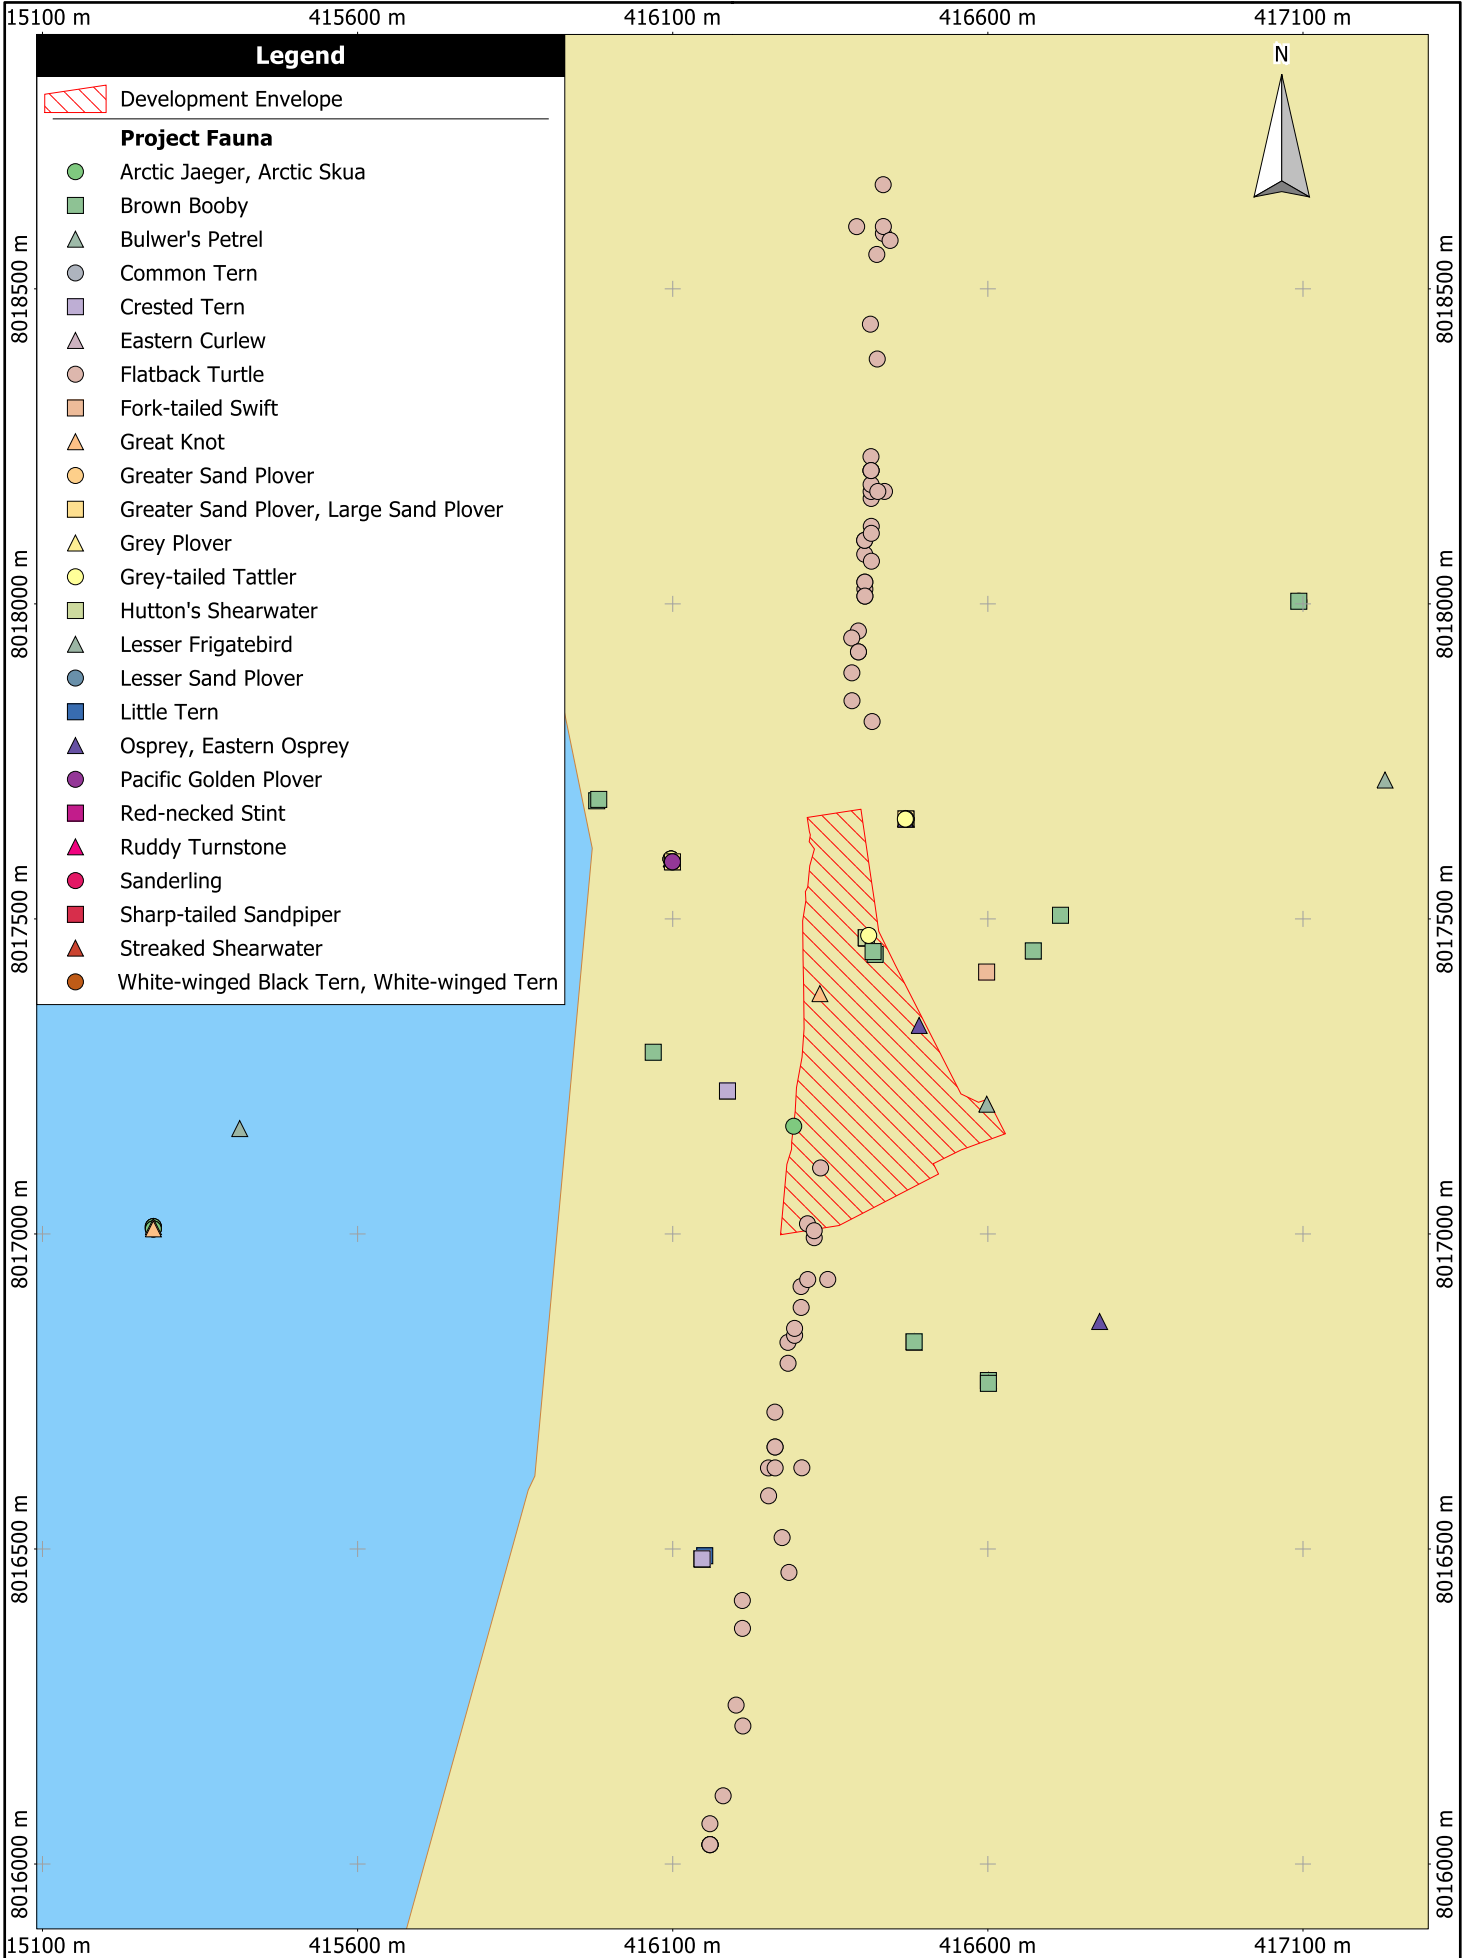 15100 m 415600 m 416100 m 416600 m 417100 m
Legend
N
Development Envelope
Project Fauna
Arctic Jaeger, Arctic Skua
Brown Booby
Bulwer's Petrel
Common Tern
Crested Tern
Eastern Curlew
Flatback Turtle
Fork-tailed Swift
Great Knot
Greater Sand Plover
Greater Sand Plover, Large Sand Plover
Grey Plover
Grey-tailed Tattler
Hutton's Shearwater
Lesser Frigatebird
Lesser Sand Plover
Little Tern
Osprey, Eastern Osprey
Pacific Golden Plover
Red-necked Stint
Ruddy Turnstone
Sanderling
Sharp-tailed Sandpiper
Streaked Shearwater
White-winged Black Tern, White-winged Tern
8018500 m
8018000 m
8017500 m
8017000 m
8016500 m
8016000 m
8018500 m
8018000 m
8017500 m
8017000 m
8016500 m
8016000 m
15100 m 415600 m 416100 m 416600 m 417100 m